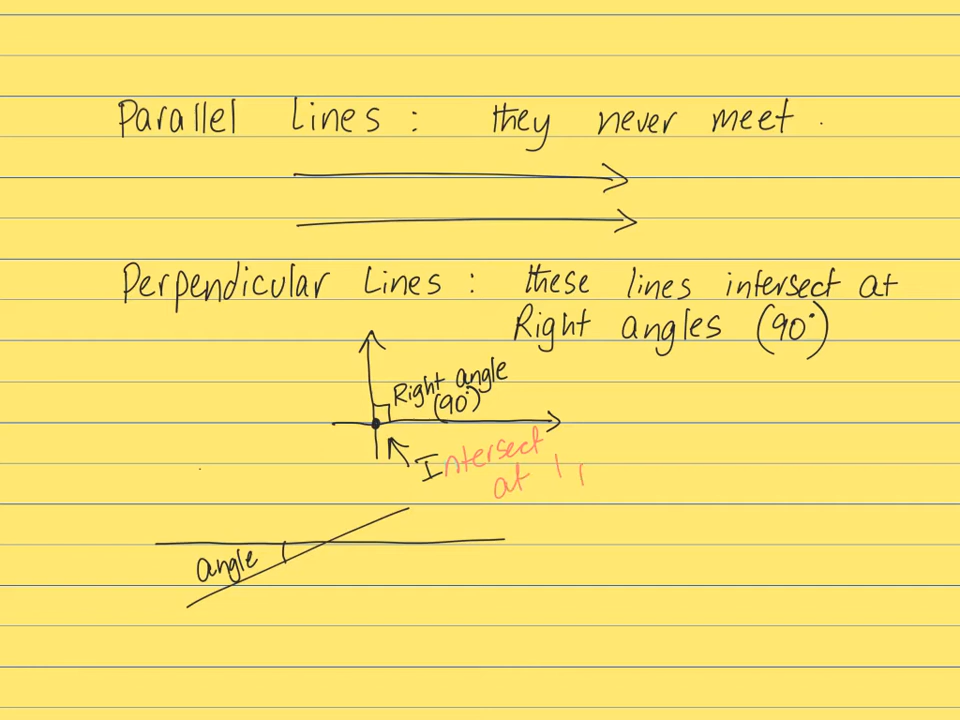 Parallel Lines : they never meet .
Perpendicular Lines : these lines intersect at
Right angles (90°)
Right angle
(90°)
Intersect
at
angle